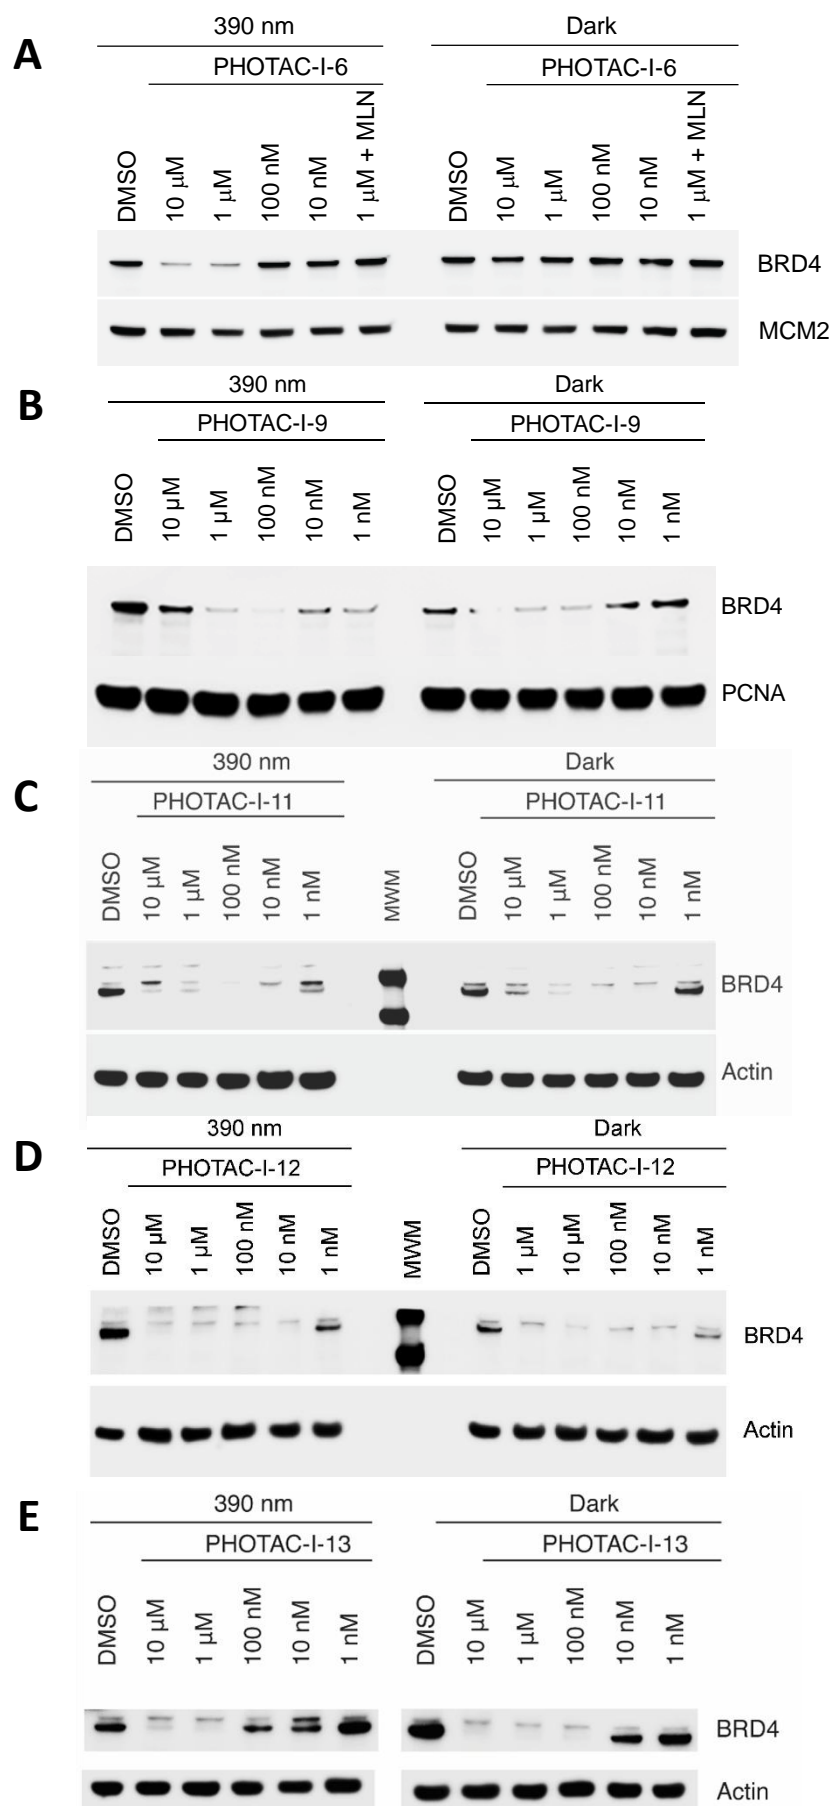 A
390 nm Dark
PHOTAC-I-6 PHOTAC-I-6
DMSO 10 µM 1 µM 100 nM 10 nM 1 µM + MLN DMSO 10 µM 1 µM 100 nM 10 nM 1 µM + MLN
BRD4
MCM2
B
390 nm Dark
PHOTAC-I-9 PHOTAC-I-9
DMSO 10 µM 1 µM 100 nM 10 nM 1 nM DMSO 10 µM 1 µM 100 nM 10 nM 1 nM
BRD4
PCNA
C
390 nm Dark
PHOTAC-I-11 PHOTAC-I-11
DMSO 10 µM 1 µM 100 nM 10 nM 1 nM MWM DMSO 10 µM 1 µM 100 nM 10 nM 1 nM
BRD4
Actin
D
390 nm Dark
PHOTAC-I-12 PHOTAC-I-12
DMSO 10 µM 1 µM 100 nM 10 nM 1 nM MWM DMSO 1 µM 10 µM 100 nM 10 nM 1 nM
BRD4
Actin
E
390 nm Dark
PHOTAC-I-13 PHOTAC-I-13
DMSO 10 µM 1 µM 100 nM 10 nM 1 nM DMSO 10 µM 1 µM 100 nM 10 nM 1 nM
BRD4
Actin